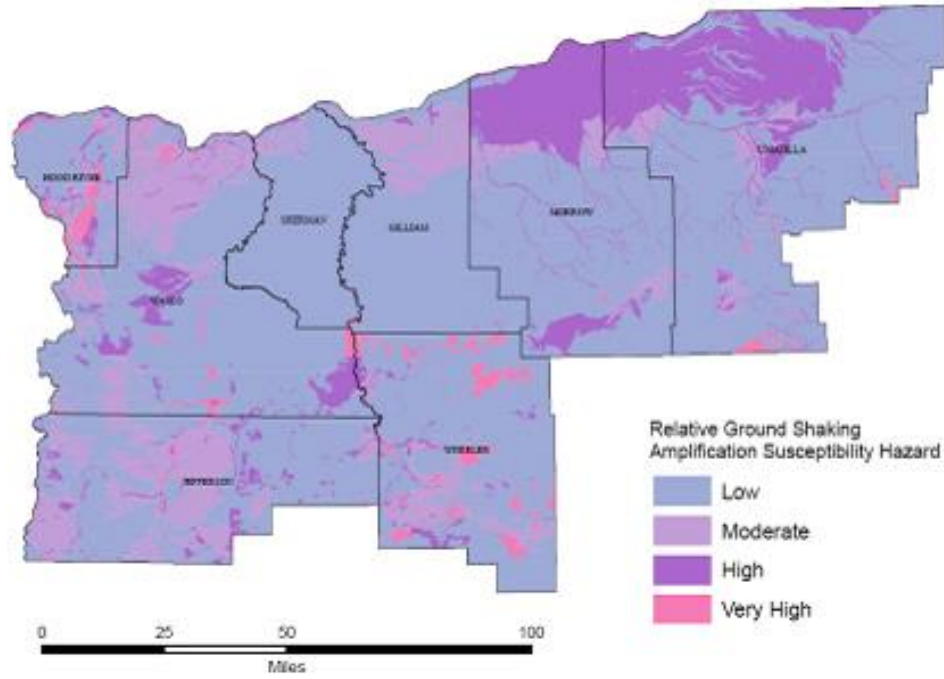 HOOD RIVER
SHERMAN
GILLIAM
MORROW
UMATILLA
WASCO
JEFFERSON
WHEELER
Relative Ground Shaking
Amplification Susceptibility Hazard
Low
Moderate
High
Very High
0 25 50 100
Miles